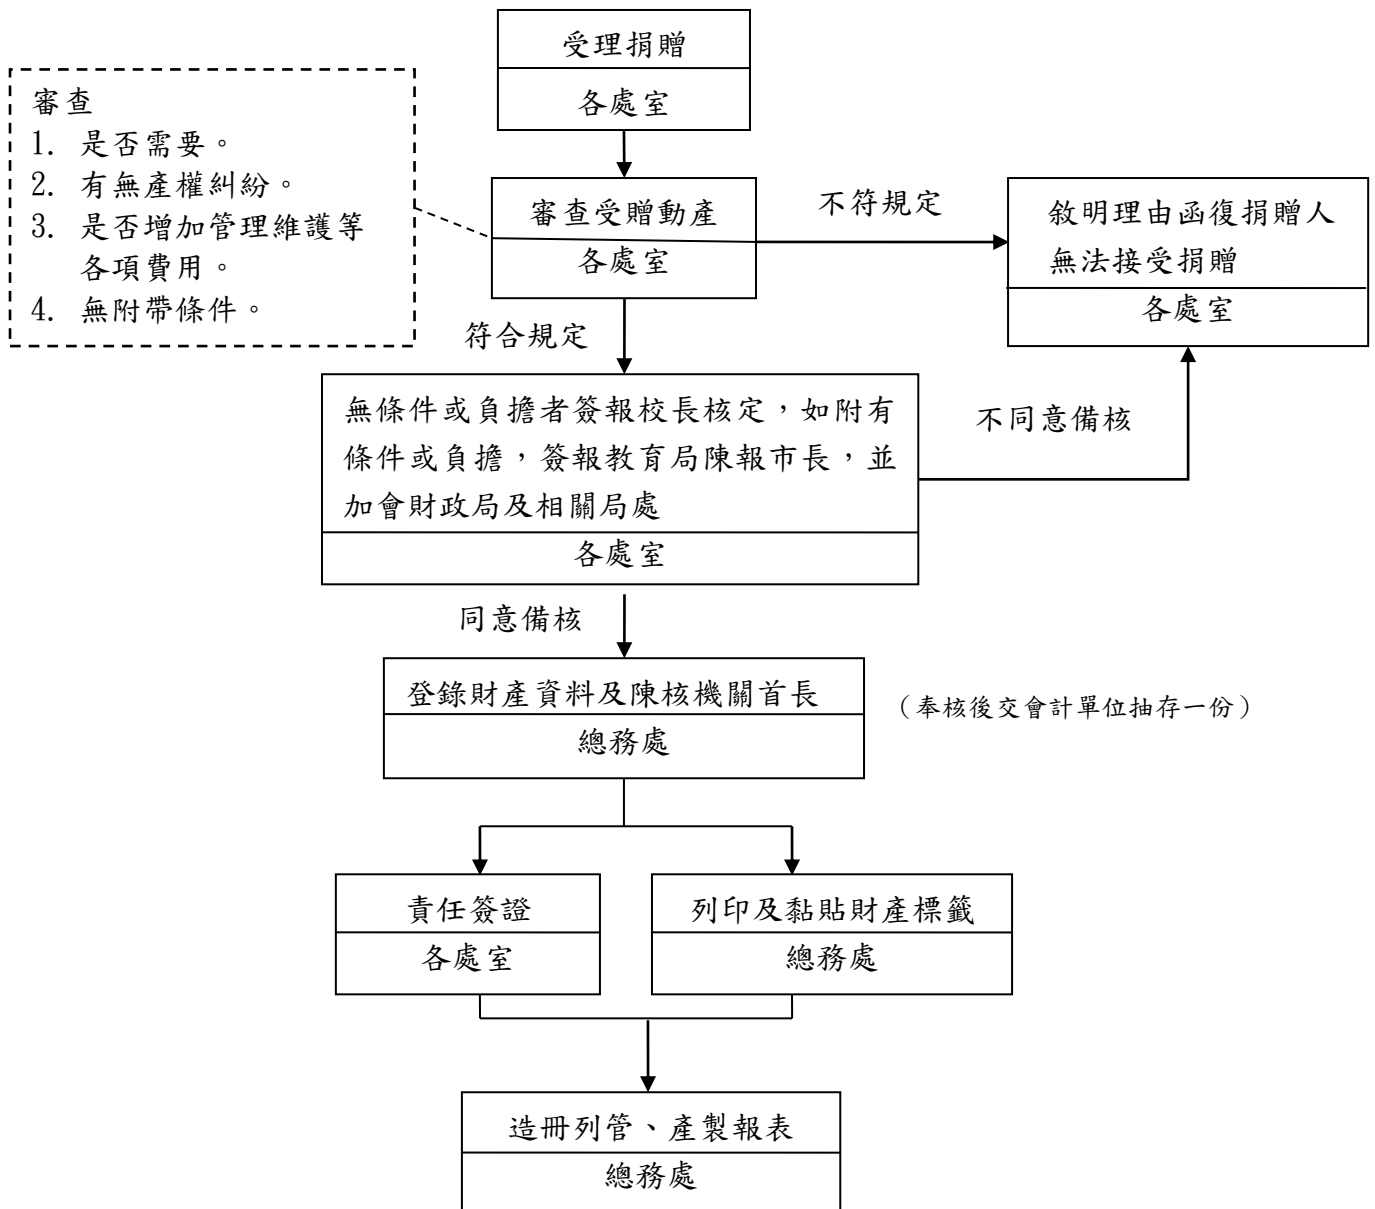 受理捐贈
各處室
審查
1. 是否需要。
2. 有無產權糾紛。
3. 是否增加管理維護等
各項費用。
4. 無附帶條件。
審查受贈動產
各處室
不符規定
敘明理由函復捐贈人
無法接受捐贈
各處室
符合規定
無條件或負擔者簽報校長核定，如附有
條件或負擔，簽報教育局陳報市長，並
加會財政局及相關局處
各處室
不同意備核
同意備核
登錄財產資料及陳核機關首長
總務處
（奉核後交會計單位抽存一份）
責任簽證
各處室
列印及黏貼財產標籤
總務處
造冊列管、產製報表
總務處